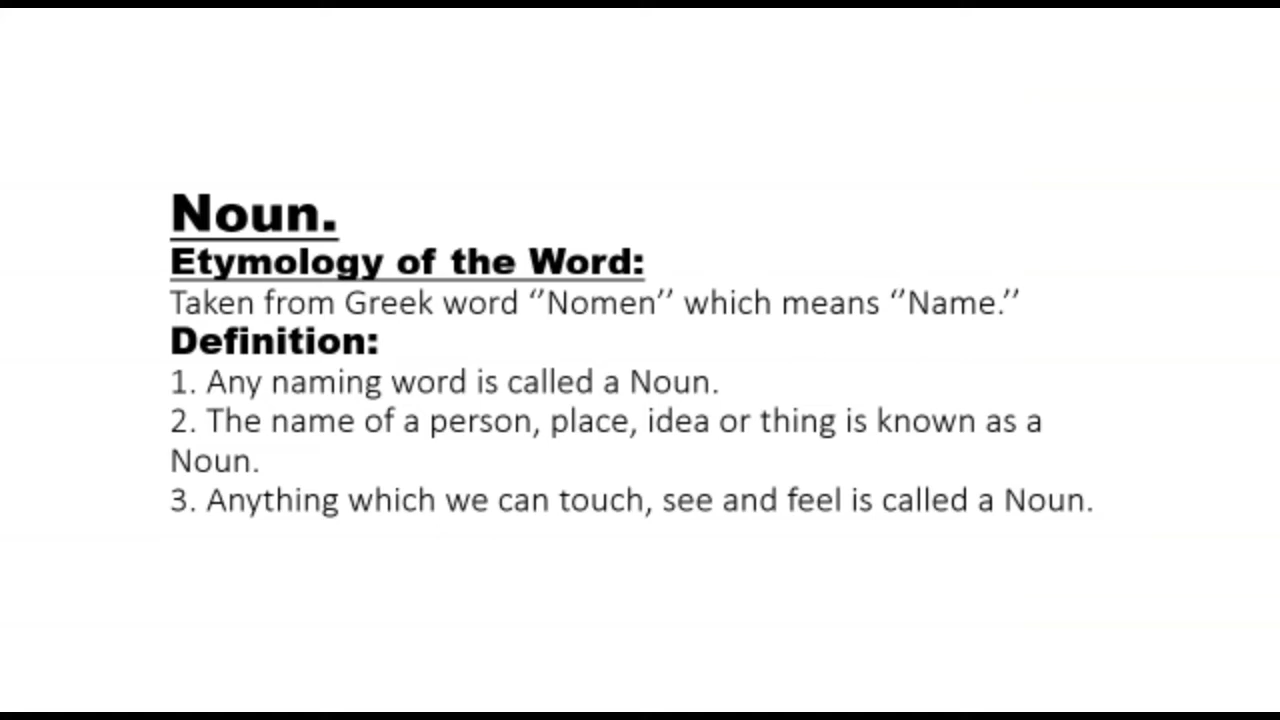 Noun.
Etymology of the Word:
Taken from Greek word ‘’Nomen’’ which means ‘’Name.’’
Definition:
1. Any naming word is called a Noun.
2. The name of a person, place, idea or thing is known as a
Noun.
3. Anything which we can touch, see and feel is called a Noun.